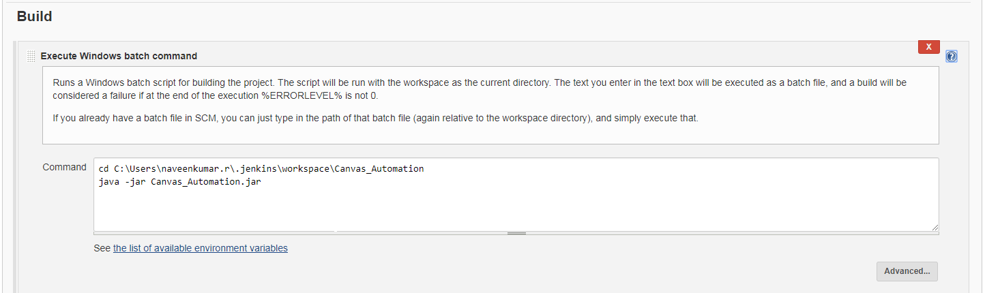 Build
Execute Windows batch command
X
?
Runs a Windows batch script for building the project. The script will be run with the workspace as the current directory. The text you enter in the text box will be executed as a batch file, and a build will be
considered a failure if at the end of the execution %ERRORLEVEL% is not 0.
If you already have a batch file in SCM, you can just type in the path of that batch file (again relative to the workspace directory), and simply execute that.
Command
cd C:\Users\naveenkumar.r\.jenkins\workspace\Canvas_Automation
java -jar Canvas_Automation.jar
See the list of available environment variables
Advanced...